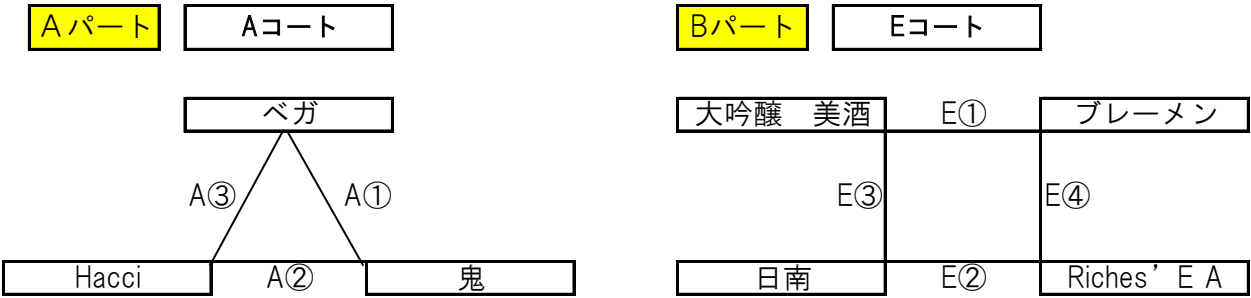 Ａパート Aコート Bパート Eコート
ベガ 大吟醸　美酒 E① ブレーメン
A③ A① E③ E④
Hacci A② 鬼 日南 E② Riches’ＥＡ